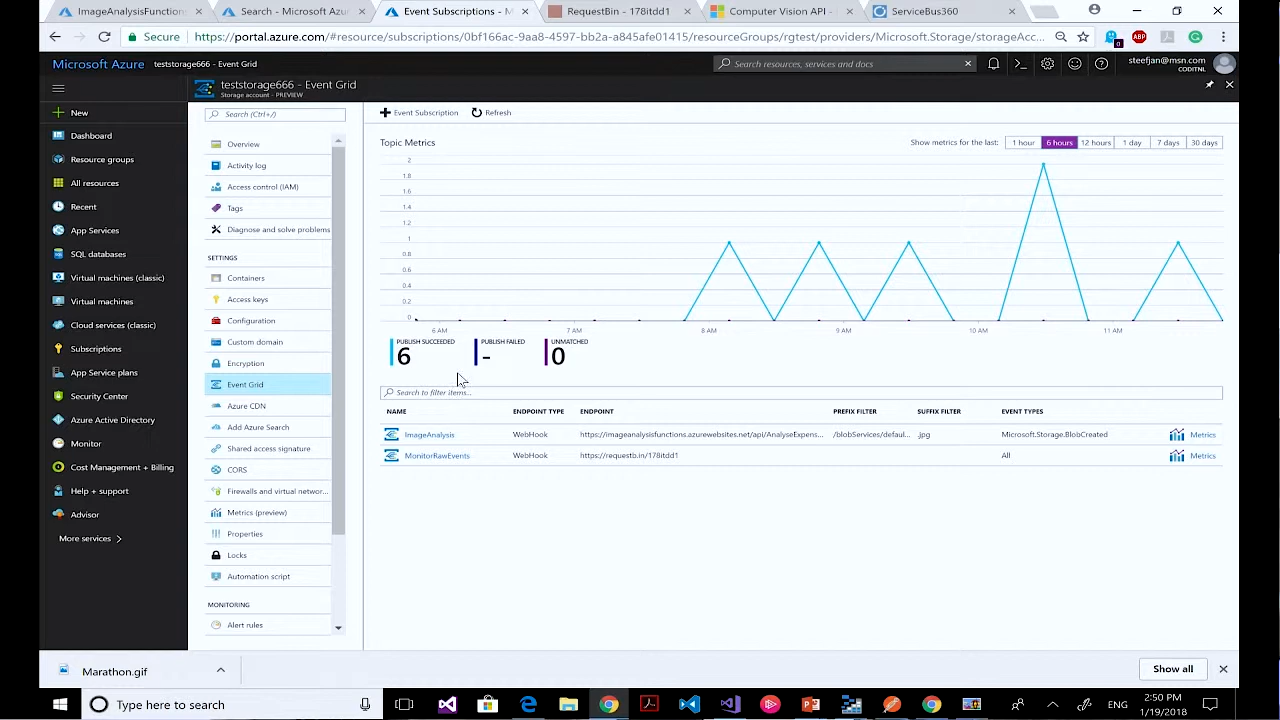 ImageAnalysisFunctions
Search - Microsoft Azure
Event Subscriptions - M
RequestBin - 178itdd1
Computer Vision API -
ServiceBus360
Secure
https://portal.azure.com/#resource/subscriptions/0bf166ac-9aa8-4597-bb2a-a845afe01415/resourceGroups/rgtest/providers/Microsoft.Storage/storageAcc...
ABP
Microsoft Azure
teststorage666 - Event Grid
Search resources, services and docs
steefjan@msn.com
CODITNL
teststorage666 - Event Grid
Storage account - PREVIEW
New
Dashboard
Resource groups
All resources
Recent
App Services
SQL databases
Virtual machines (classic)
Virtual machines
Cloud services (classic)
Subscriptions
App Service plans
Security Center
Azure Active Directory
Monitor
Cost Management + Billing
Help + support
Advisor
More services
Search (Ctrl+/)
Overview
Activity log
Access control (IAM)
Tags
Diagnose and solve problems
SETTINGS
Containers
Access keys
Configuration
Custom domain
Encryption
Event Grid
Azure CDN
Add Azure Search
Shared access signature
CORS
Firewalls and virtual networ...
Metrics (preview)
Properties
Locks
Automation script
MONITORING
Alert rules
Event Subscription
Refresh
Topic Metrics
Show metrics for the last:
1 hour
6 hours
12 hours
1 day
7 days
30 days
2
1.8
1.6
1.4
1.2
1
0.8
0.6
0.4
0.2
0
6 AM
7 AM
8 AM
9 AM
10 AM
11 AM
PUBLISH SUCCEEDED
6
PUBLISH FAILED
-
UNMATCHED
0
Search to filter items...
NAME ENDPOINT TYPE ENDPOINT PREFIX FILTER SUFFIX FILTER EVENT TYPES
ImageAnalysis WebHook https://imageanalysisfunctions.azurewebsites.net/api/AnalyseExpens... /blobServices/defaul... .jpg Microsoft.Storage.BlobCreated Metrics
MonitorRawEvents WebHook https://requestb.in/178itdd1 All Metrics
Marathon.gif
Show all
Type here to search
ENG
2:50 PM
1/19/2018